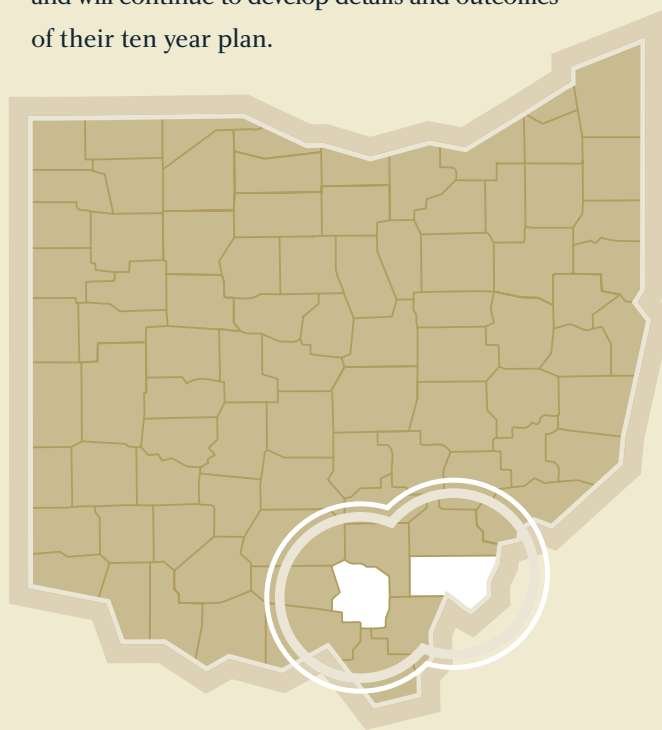 and will continue to develop details and outcomes
of their ten year plan.